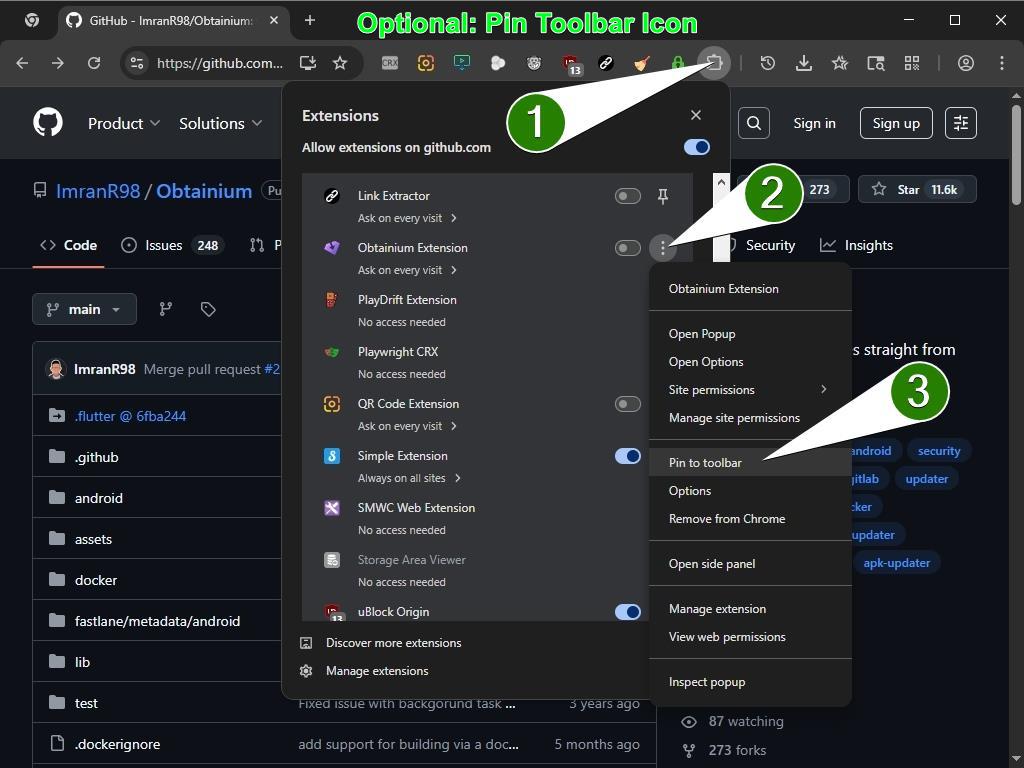 GitHub - ImranR98/Obtainium:
Optional: Pin Toolbar Icon
https://github.com...
CRX
13
1
Product
Solutions
Sign in
Sign up
Extensions
Allow extensions on github.com
ImranR98 / Obtainium
Pu
2
273
Star 11.6k
Code
Issues 248
P
Security
Insights
Link Extractor
Ask on every visit
Obtainium Extension
Ask on every visit
PlayDrift Extension
No access needed
Playwright CRX
No access needed
QR Code Extension
Ask on every visit
Simple Extension
Always on all sites
SMWC Web Extension
No access needed
Storage Area Viewer
No access needed
uBlock Origin
13
Discover more extensions
Manage extensions
Obtainium Extension
Open Popup
Open Options
Site permissions
Manage site permissions
Pin to toolbar
Options
Remove from Chrome
Open side panel
Manage extension
View web permissions
Inspect popup
3
main
ImranR98 Merge pull request #2
.flutter @ 6fba244
.github
android
assets
docker
fastlane/metadata/android
lib
test
Fixed issue with backgorund task ...
3 years ago
.dockerignore
add support for building via a doc...
5 months ago
s straight from
android
security
gitlab
updater
cker
updater
apk-updater
87 watching
273 forks